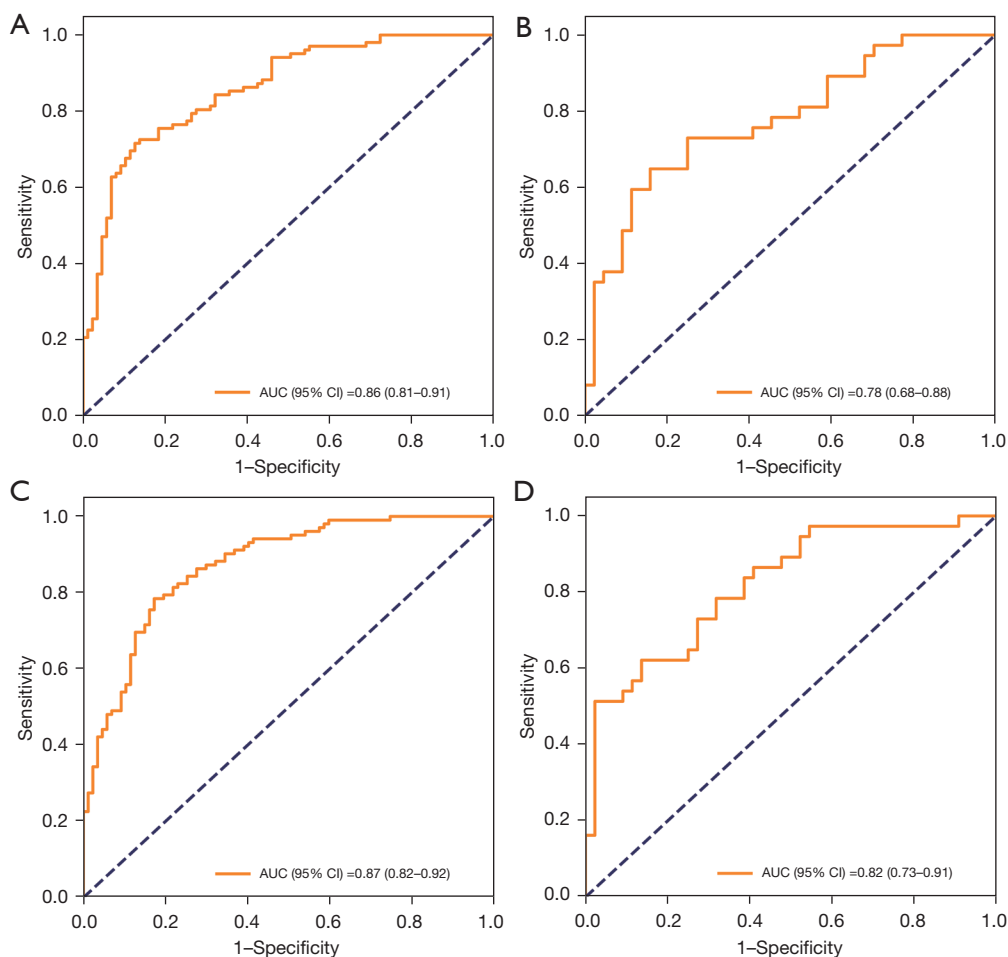 A
1.0
0.8
0.6
0.4
0.2
0.0
Sensitivity
AUC (95% CI) =0.86 (0.81–0.91)
0.0 0.2 0.4 0.6 0.8 1.0
1–Specificity
B
1.0
0.8
0.6
0.4
0.2
0.0
Sensitivity
AUC (95% CI) =0.78 (0.68–0.88)
0.0 0.2 0.4 0.6 0.8 1.0
1–Specificity
C
1.0
0.8
0.6
0.4
0.2
0.0
Sensitivity
AUC (95% CI) =0.87 (0.82–0.92)
0.0 0.2 0.4 0.6 0.8 1.0
1–Specificity
D
1.0
0.8
0.6
0.4
0.2
0.0
Sensitivity
AUC (95% CI) =0.82 (0.73–0.91)
0.0 0.2 0.4 0.6 0.8 1.0
1–Specificity